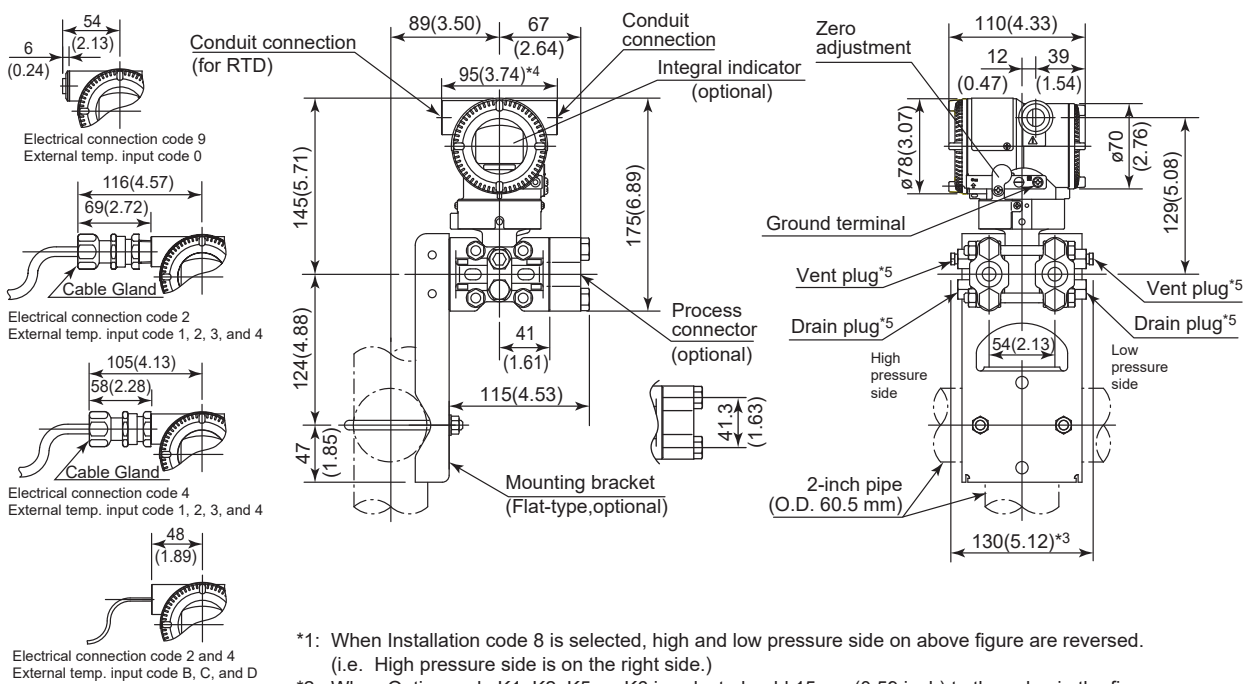 54
(2.13)
6
(0.24)
Electrical connection code 9
External temp. input code 0
116(4.57)
69(2.72)
Cable Gland
Electrical connection code 2
External temp. input code 1, 2, 3, and 4
105(4.13)
58(2.28)
Cable Gland
Electrical connection code 4
External temp. input code 1, 2, 3, and 4
48
(1.89)
Electrical connection code 2 and 4
External temp. input code B, C, and D
89(3.50)
67
(2.64)
Conduit connection
(for RTD)
Conduit
connection
95(3.74)*4
Integral indicator
(optional)
145(5.71)
175(6.89)
124(4.88)
47
(1.85)
41
(1.61)
Process
connector
(optional)
115(4.53)
41.3
(1.63)
Mounting bracket
(Flat-type,optional)
Zero
adjustment
110(4.33)
12
(0.47)
39
(1.54)
ø78(3.07)
ø70
(2.76)
129(5.08)
Ground terminal
Vent plug*5
Vent plug*5
Drain plug*5
Drain plug*5
54(2.13)
High
pressure
side
Low
pressure
side
2-inch pipe
(O.D. 60.5 mm)
130(5.12)*3
*1: When Installation code 8 is selected, high and low pressure side on above figure are reversed.
(i.e. High pressure side is on the right side.)